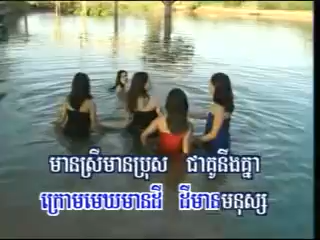 មានស្រីមានប្រុស ជាគូនឹងគ្នា
ក្រោមមេឃមានដី ដីមានមនុស្ស